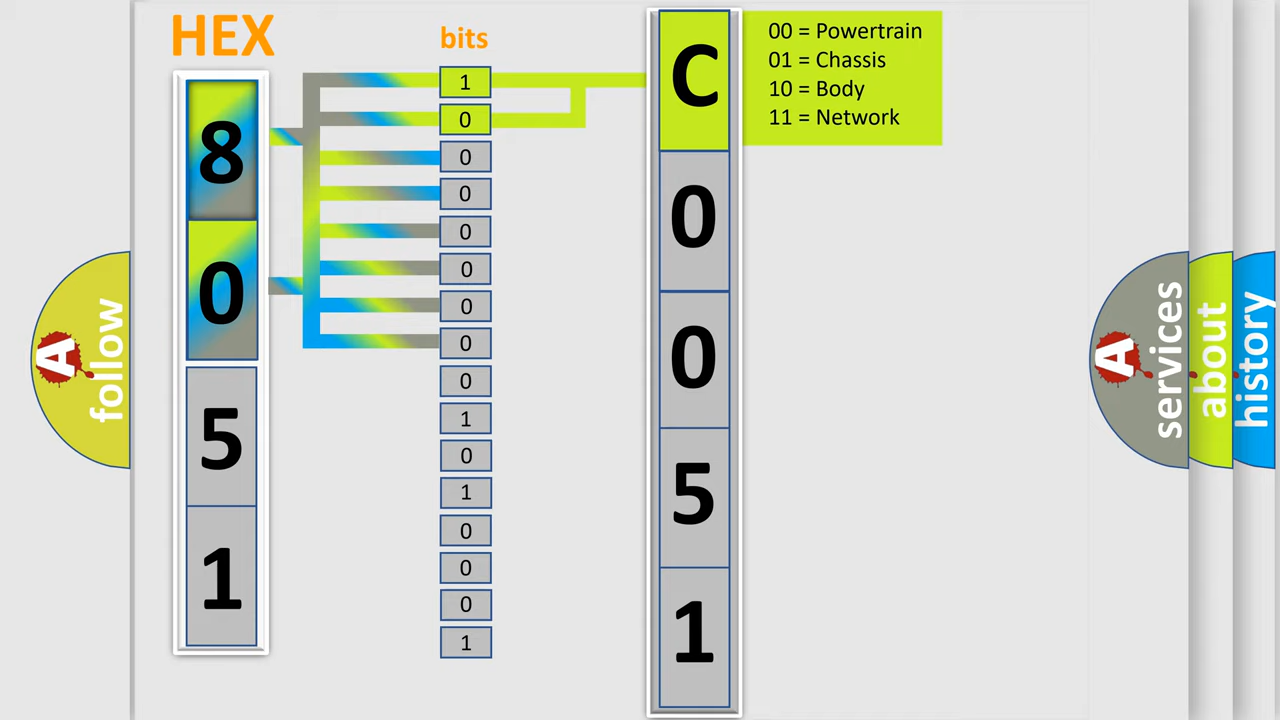 HEX
8
0
5
1
bits
1
0
0
0
0
0
0
0
0
1
0
1
0
0
0
1
C
0
0
5
1
00 = Powertrain
01 = Chassis
10 = Body
11 = Network
A
follow
A
services
about
history